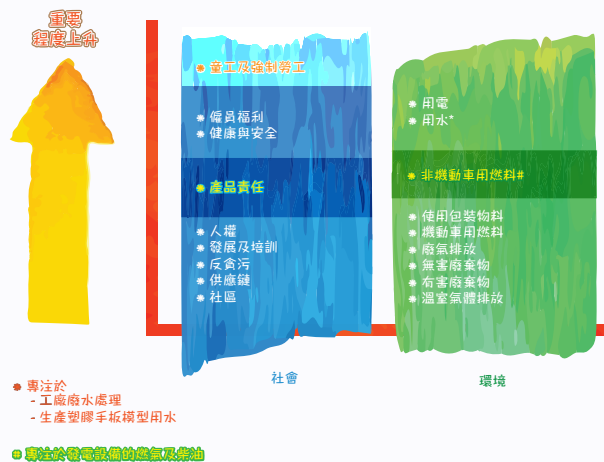 重要
程度上升
童工及強制勞工
僱員福利
健康與安全
產品責任
人權
發展及培訓
反貪污
供應鏈
社區
用電
用水*
非機動車用燃料#
使用包裝物料
機動車用燃料
廢氣排放
無害廢棄物
有害廢棄物
溫室氣體排放
社會
環境
專注於
- 工廠廢水處理
- 生產塑膠手板模型用水
# 專注於發電設備的燃氣及柴油